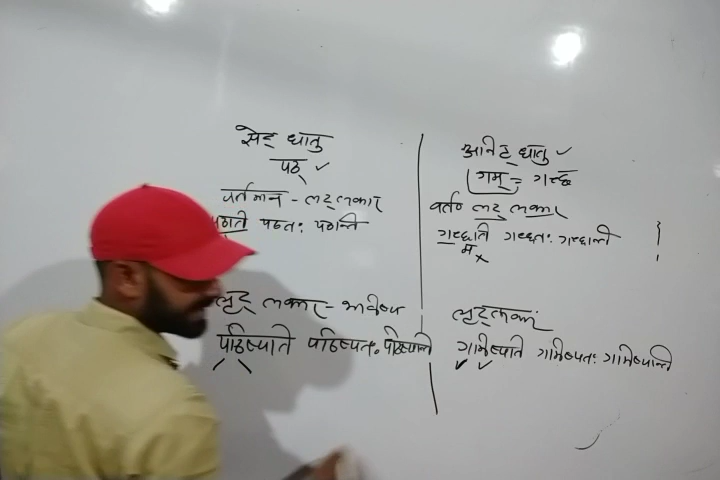 सेट् धातु
पठ् ✓
वर्तमान - लट् लकार
पठति पठतः पठन्ति
लृट् लकार - भविष्य
पठिष्यति पठिष्यतः पठिष्यन्ति
अनिट् धातु ✓
गम् = गच्छ
वर्त० लट् लकार
गच्छति गच्छतः गच्छन्ति
म x
लृट् लकार
गमिष्यति गमिष्यतः गमिष्यन्ति